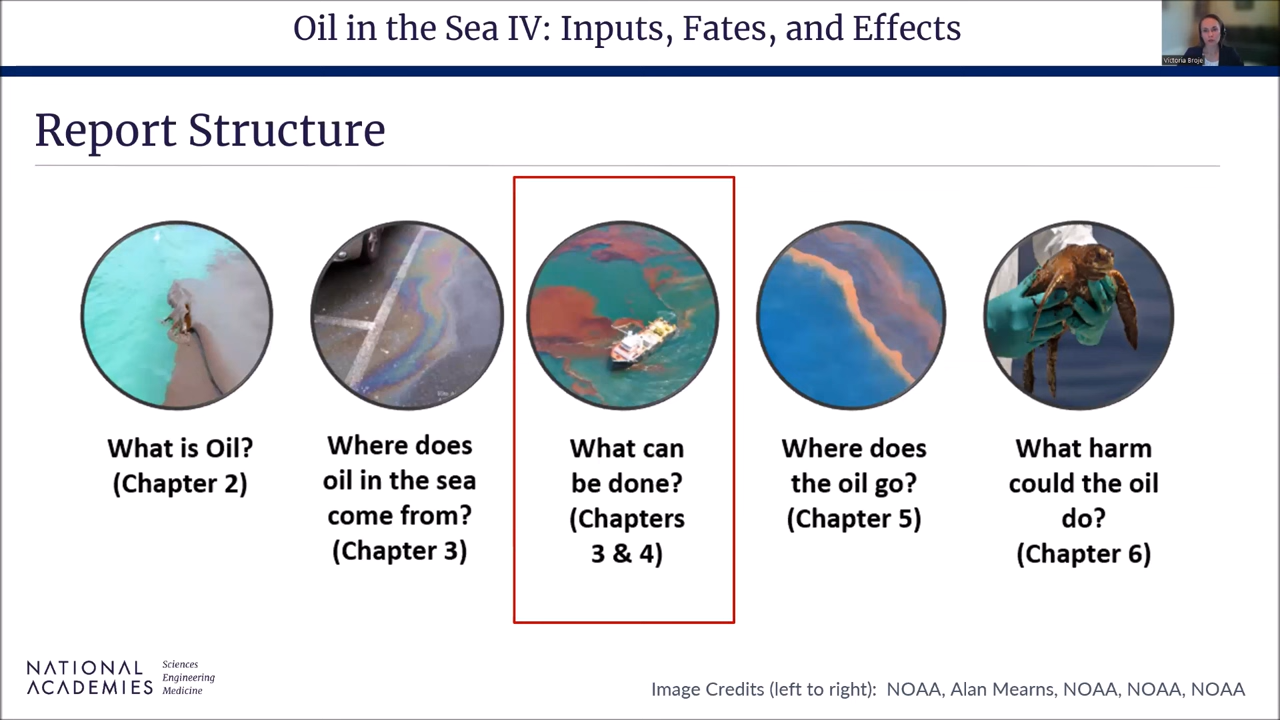 Oil in the Sea IV: Inputs, Fates, and Effects
Victoria Broje
Report Structure
What is Oil?
(Chapter 2)
Where does
oil in the sea
come from?
(Chapter 3)
What can
be done?
(Chapters
3 & 4)
Where does
the oil go?
(Chapter 5)
What harm
could the oil
do?
(Chapter 6)
NATIONAL
ACADEMIES
Sciences
Engineering
Medicine
Image Credits (left to right): NOAA, Alan Mearns, NOAA, NOAA, NOAA